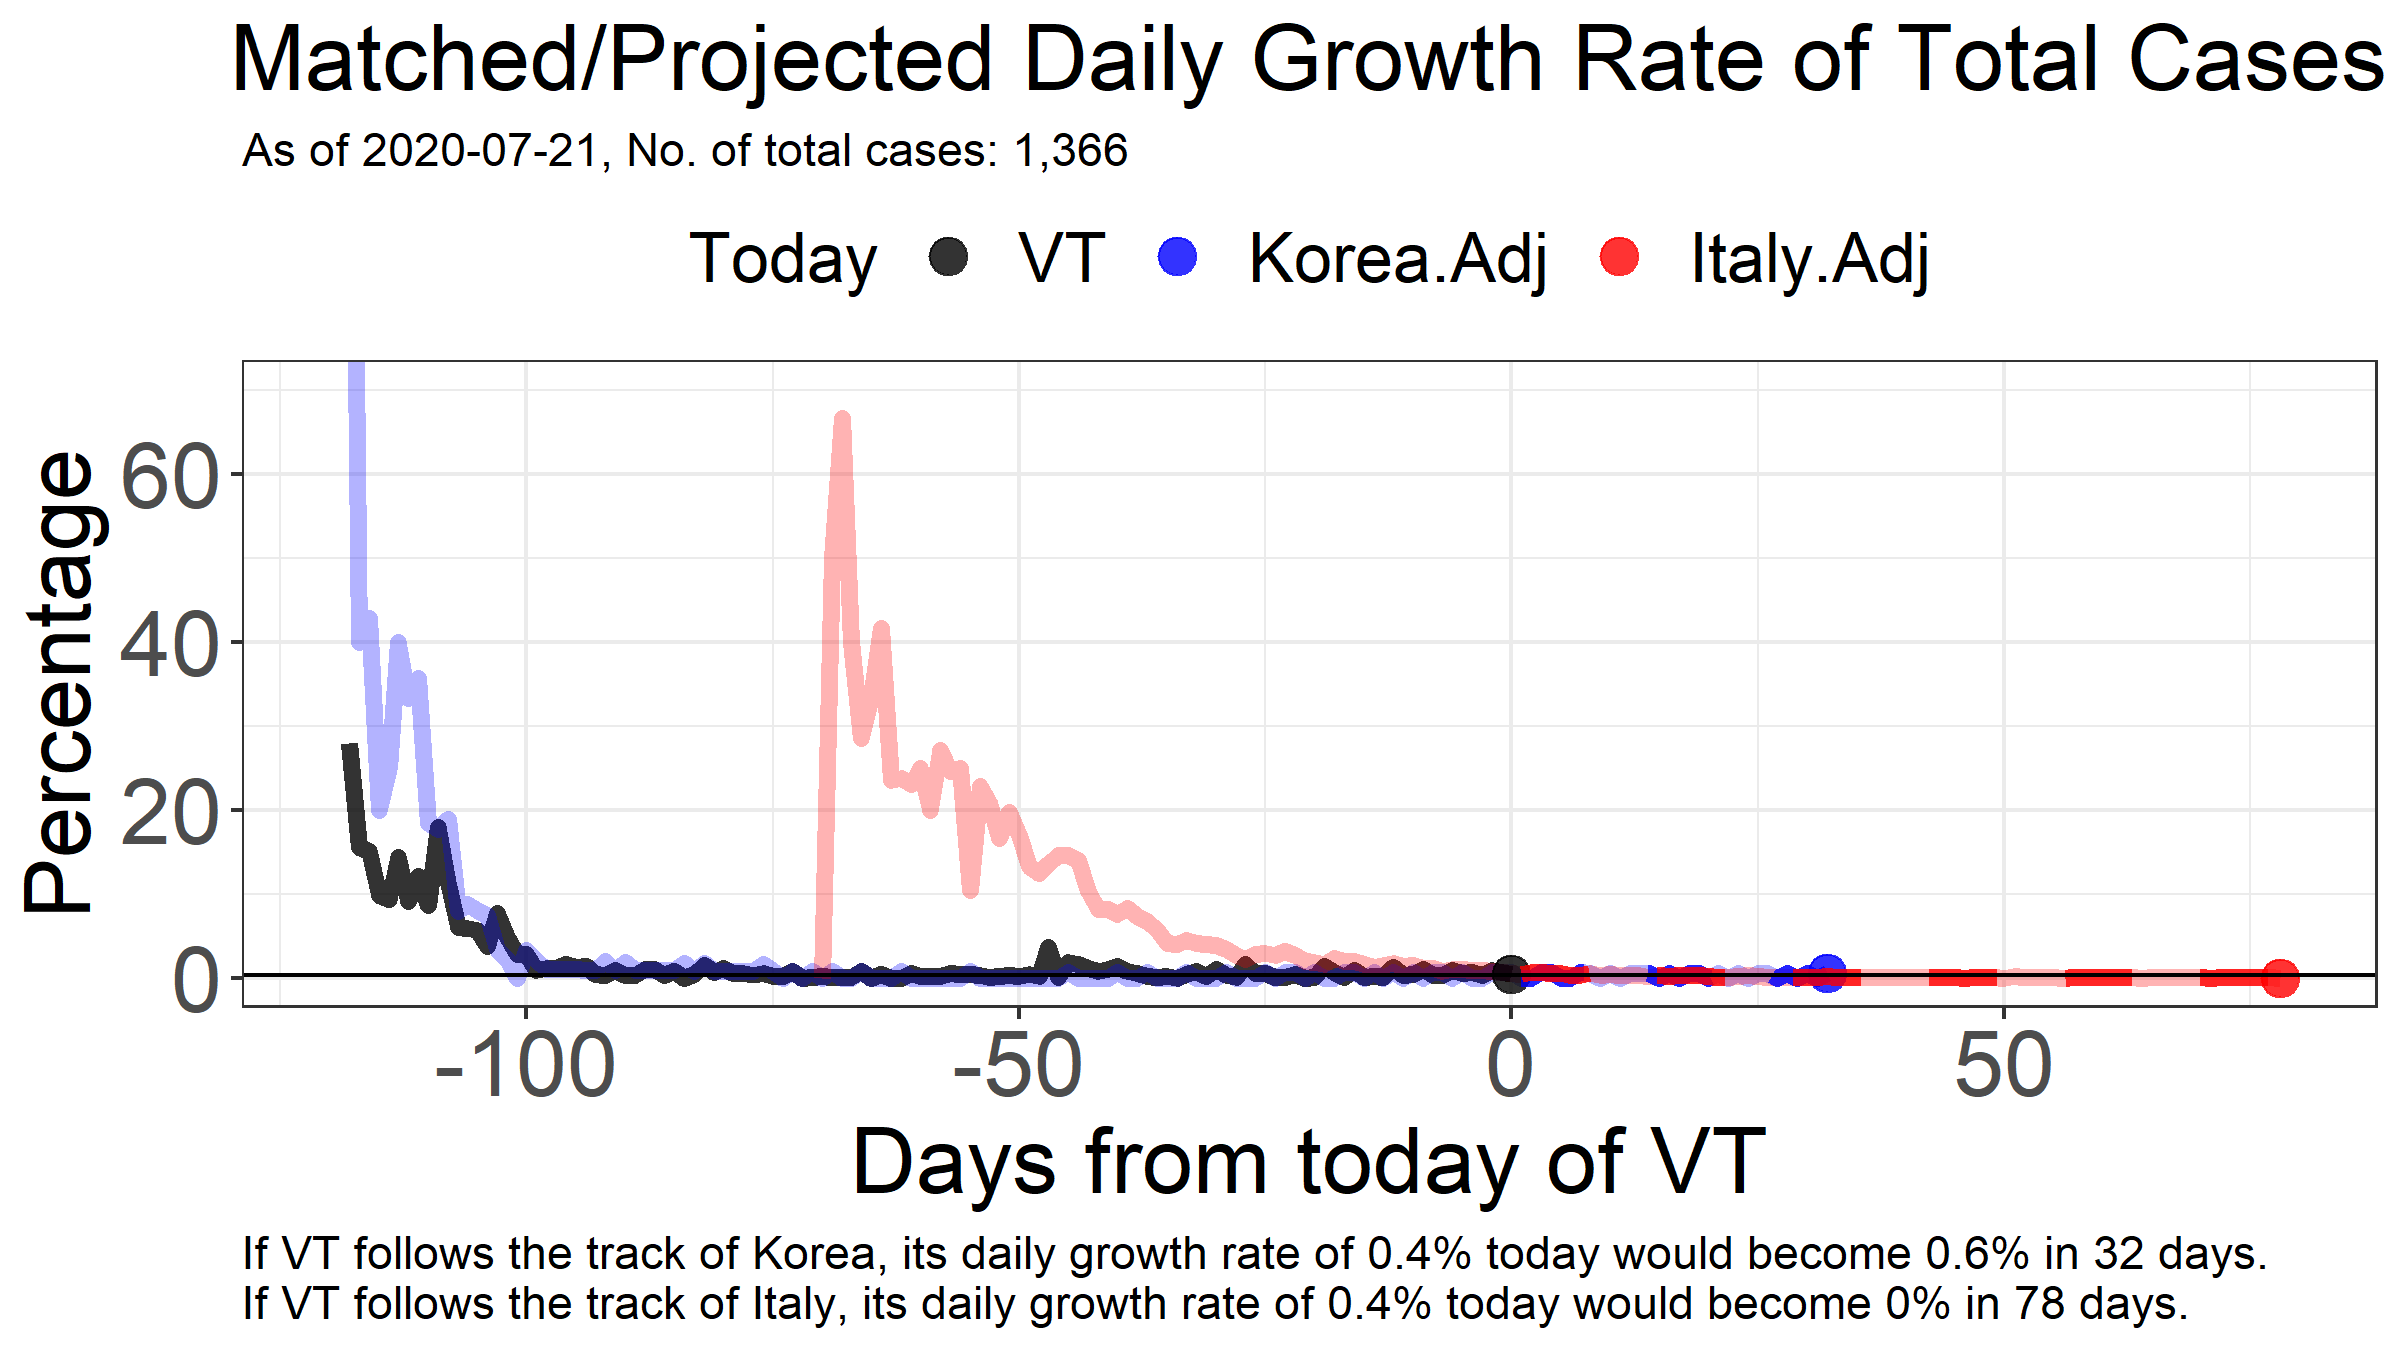 Matched/Projected Daily Growth Rate of Total Cases
As of 2020-07-21, No. of total cases: 1,366
Today VT Korea.Adj Italy.Adj
Percentage
60
40
20
0
-100 -50 0 50
Days from today of VT
If VT follows the track of Korea, its daily growth rate of 0.4% today would become 0.6% in 32 days.
If VT follows the track of Italy, its daily growth rate of 0.4% today would become 0% in 78 days.